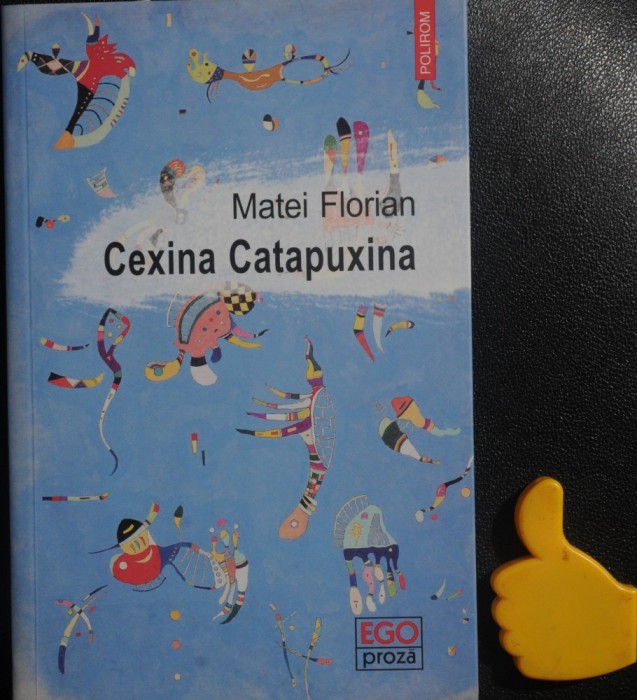 POLIROM
Matei Florian
Cexina Catapuxina
EGO
proză